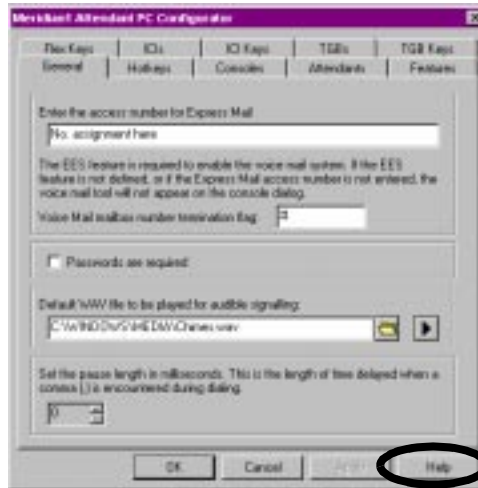 Meridian1 Attendant PC Configurator
Flex Keys ICIs ICI Keys TGBs TGB Keys
General Hotkeys Consoles Attendants Features
Enter the access number for Express Mail
No. assignment here
The EES feature is required to enable the voice mail system. If the EES
feature is not defined, or if the Express Mail access number is not entered, the
voice mail tool will not appear on the console dialog.
Voice Mail mailbox number termination flag:
Passwords are required
Default WAV file to be played for audible signalling:
C:\WINDOWS\MEDIA\Chimes.wav
Set the pause length in milliseconds. This is the length of time delayed when a
comma (,) is encountered during dialing.
0
OK Cancel Apply Help